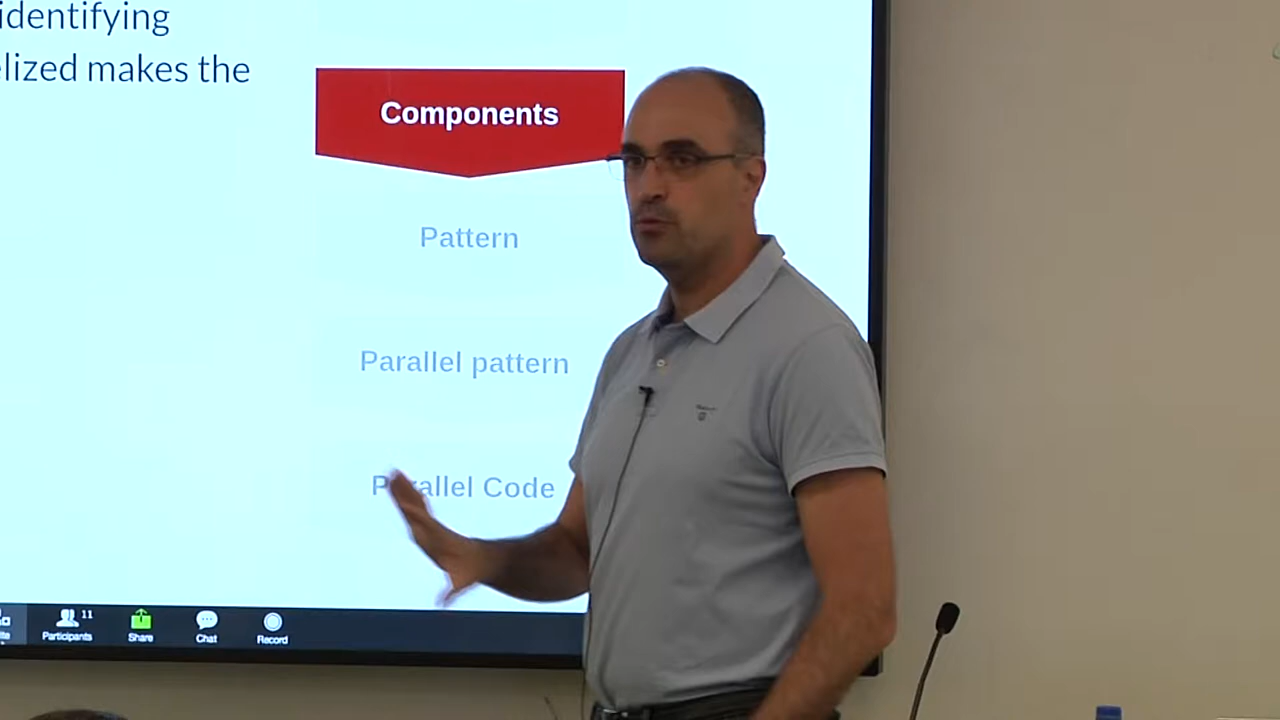 identifying
elized makes the
Components
Pattern
Parallel pattern
Parallel Code
Participants
11
Share
Chat
Record